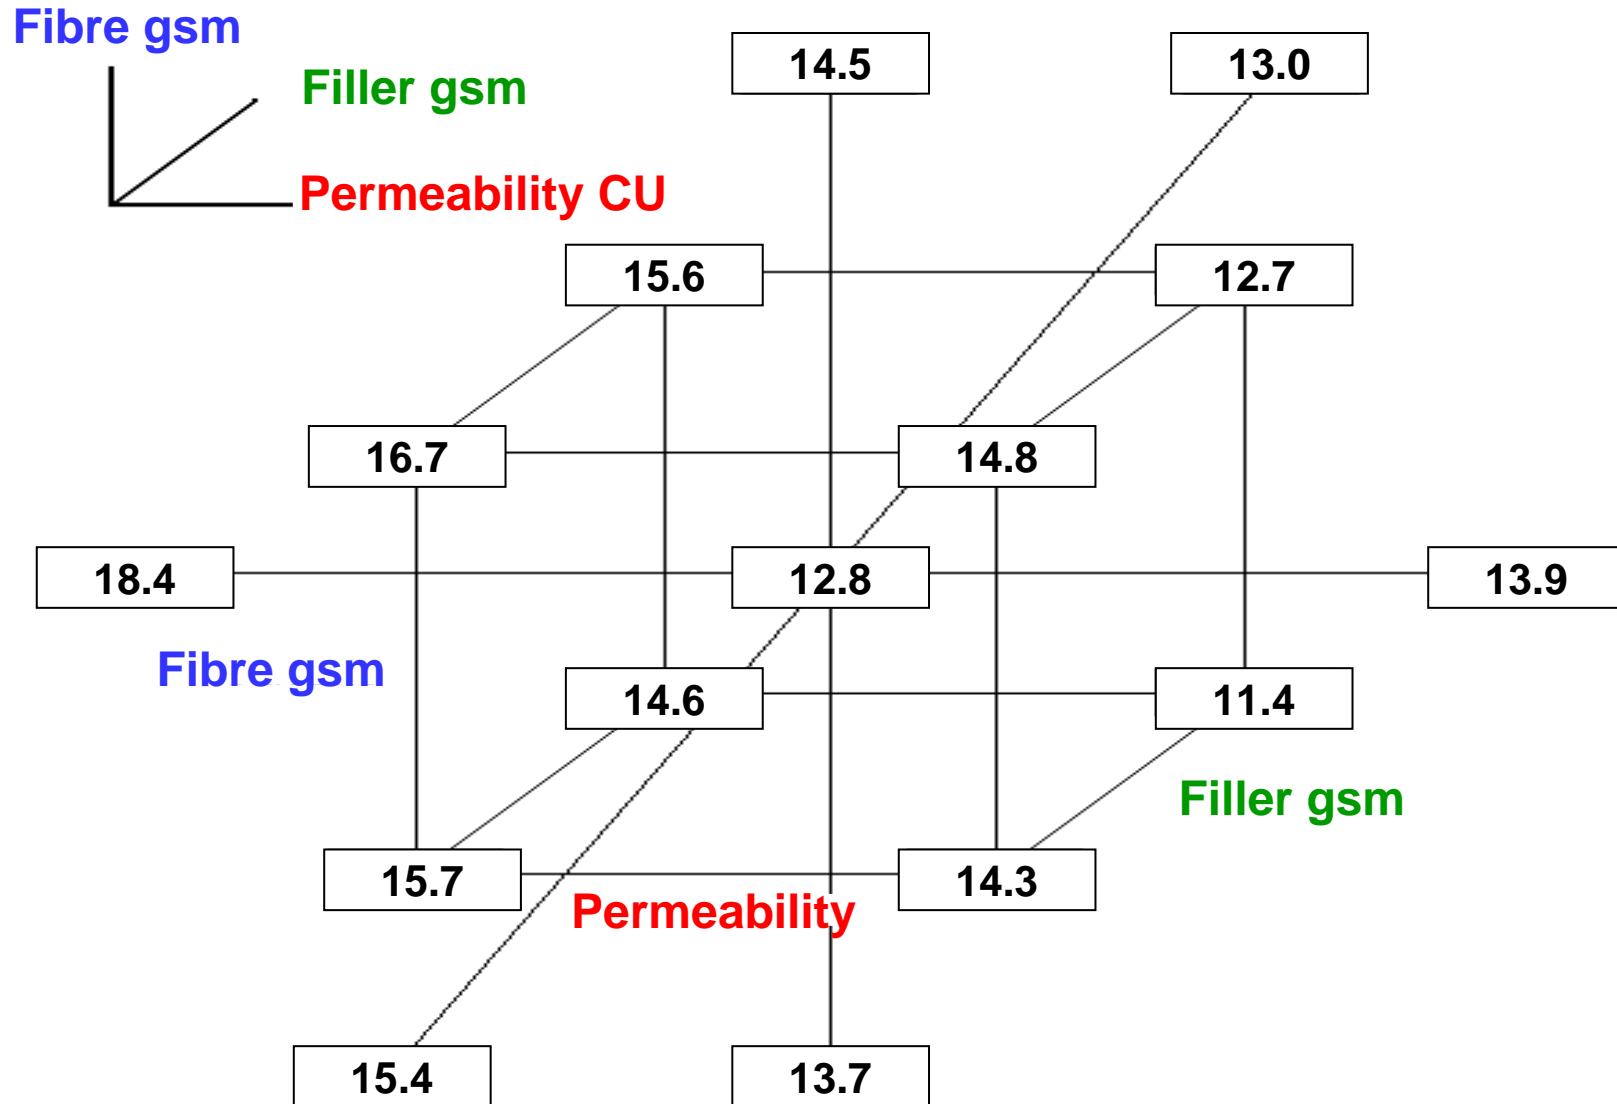 Fibre gsm
14.5
13.0
Filler gsm
Permeability CU
15.6
12.7
16.7
14.8
18.4
12.8
13.9
Fibre gsm
14.6
11.4
Filler gsm
15.7
14.3
Permeability
15.4
13.7